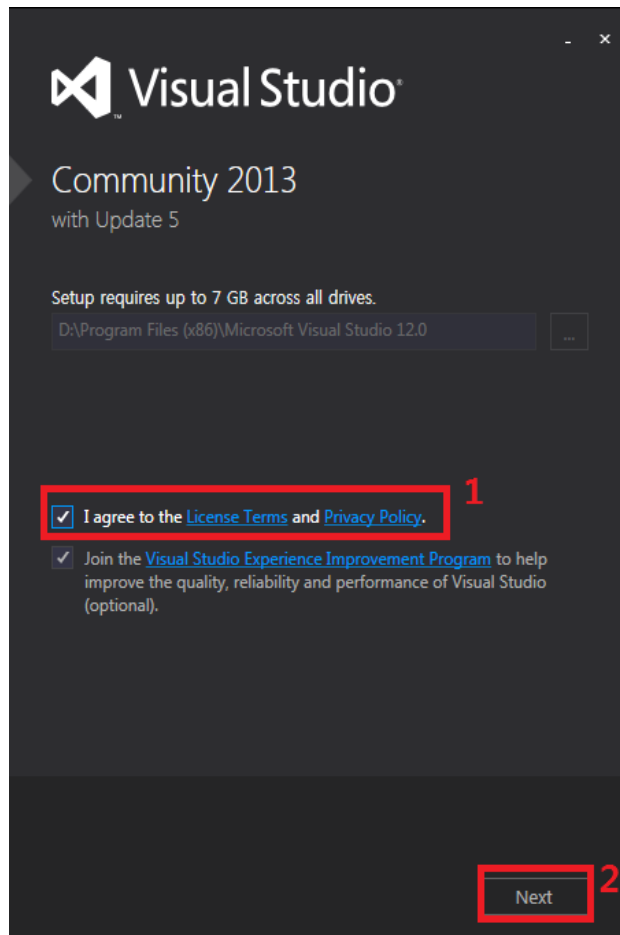 Visual Studio®
™
Community 2013
with Update 5
Setup requires up to 7 GB across all drives.
D:\Program Files (x86)\Microsoft Visual Studio 12.0
...
1
I agree to the License Terms and Privacy Policy.
Join the Visual Studio Experience Improvement Program to help
improve the quality, reliability and performance of Visual Studio
(optional).
Next
2